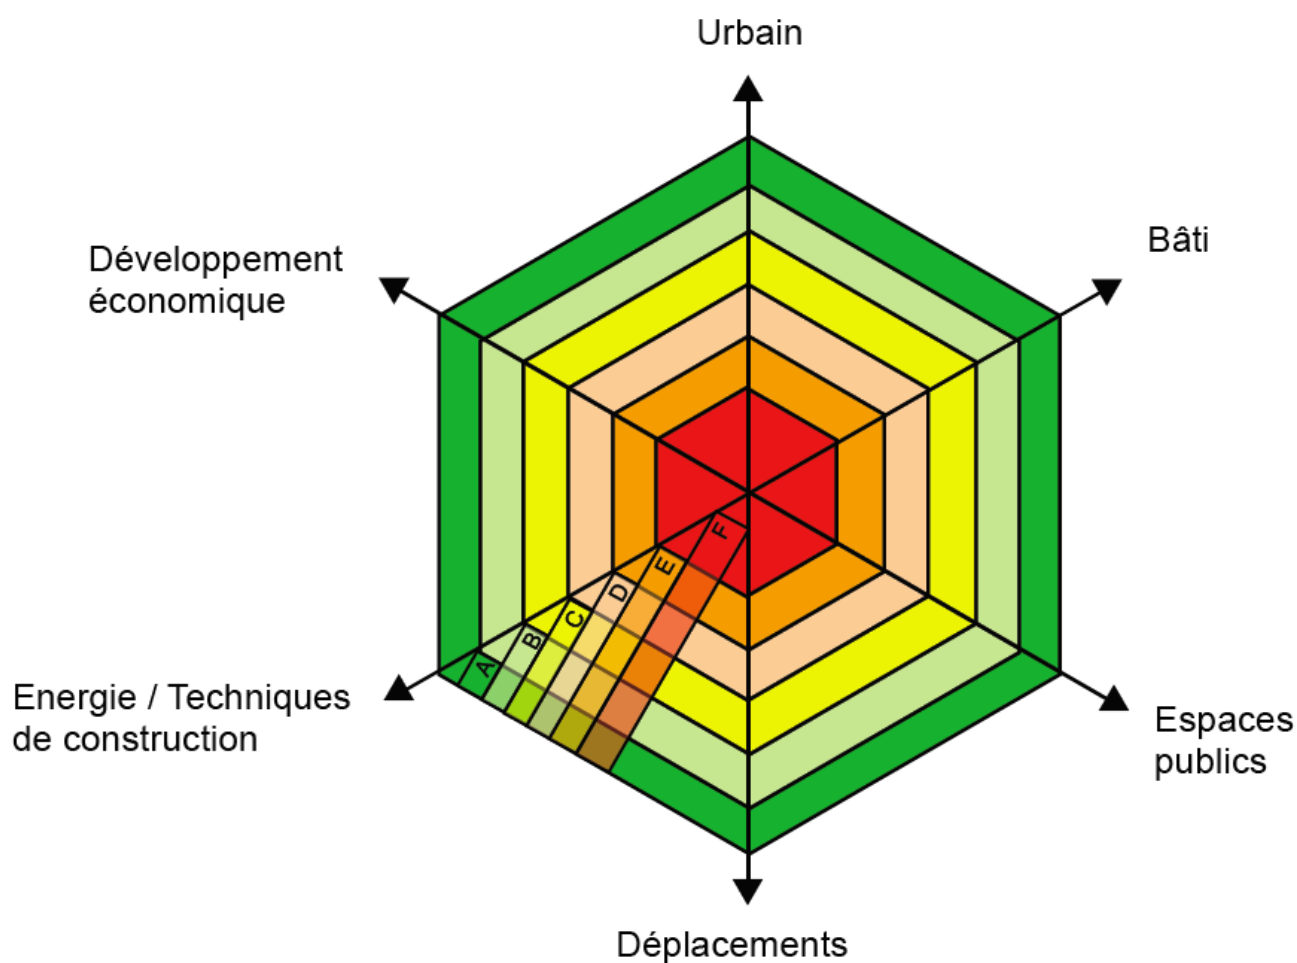 Urbain
Bâti
Développement
économique
F
E
D
C
B
A
Energie / Techniques
de construction
Espaces
publics
Déplacements